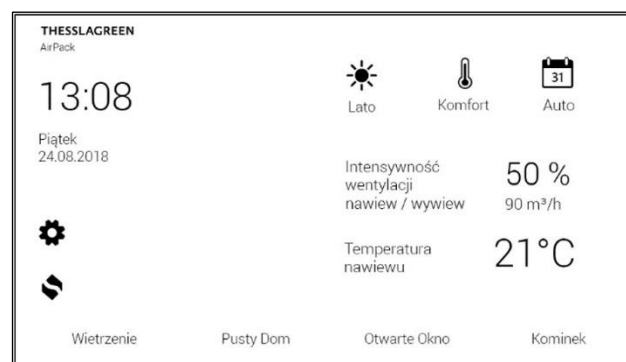 THESSLAGREEN
AirPack
13:08
Piątek
24.08.2018
Lato
Komfort
31
Auto
Intensywność
wentylacji
nawiew / wywiew
50 %
90 m³/h
Temperatura
nawiewu
21°C
Wietrzenie
Pusty Dom
Otwarte Okno
Kominek